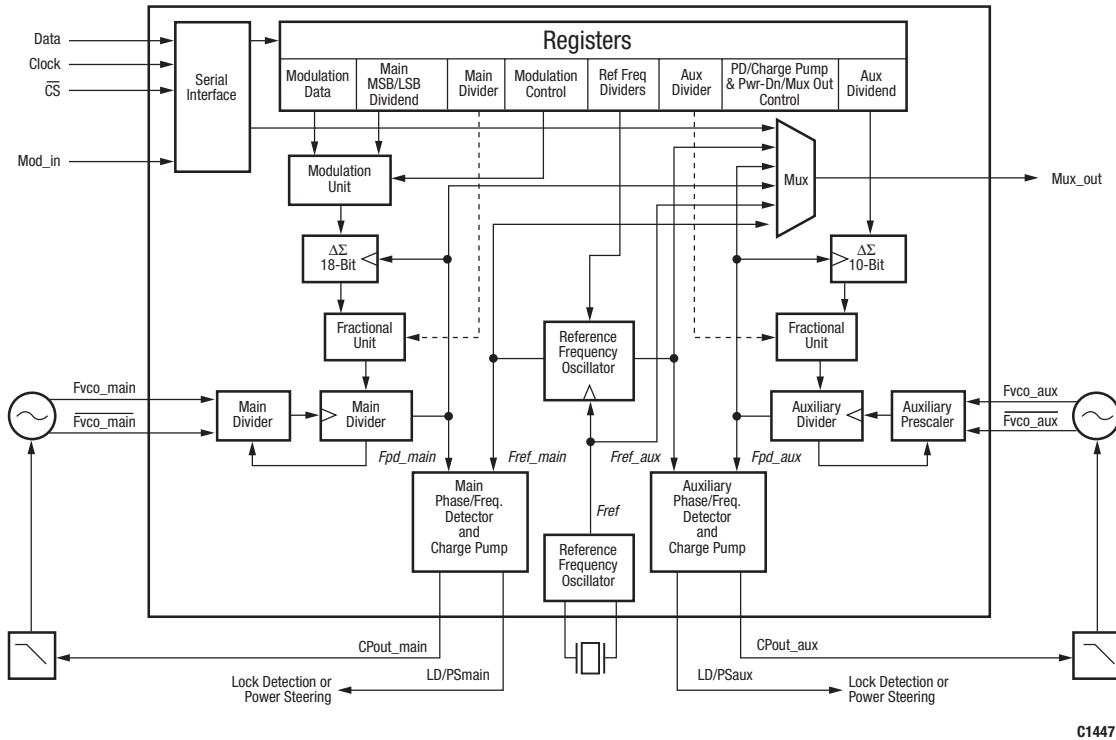 Registers
Data
Clock
CS
Mod_in
Serial
Interface
Modulation
Data
Main
MSB/LSB
Dividend
Main
Divider
Modulation
Control
Ref Freq
Dividers
Aux
Divider
PD/Charge Pump
& Pwr-Dn/Mux Out
Control
Aux
Dividend
Modulation
Unit
Mux
Mux_out
ΔΣ
18-Bit
ΔΣ
10-Bit
Fractional
Unit
Reference
Frequency
Oscillator
Fractional
Unit
Fvco_main
Fvco_main
Main
Divider
Main
Divider
Auxiliary
Divider
Auxiliary
Prescaler
Fvco_aux
Fvco_aux
Fpd_main
Fref_main
Fref_aux
Fpd_aux
Main
Phase/Freq.
Detector
and
Charge Pump
Fref
Reference
Frequency
Oscillator
Auxiliary
Phase/Freq.
Detector
and
Charge Pump
CPout_main
CPout_aux
LD/PSmain
LD/PSaux
Lock Detection or
Power Steering
Lock Detection or
Power Steering
C1447